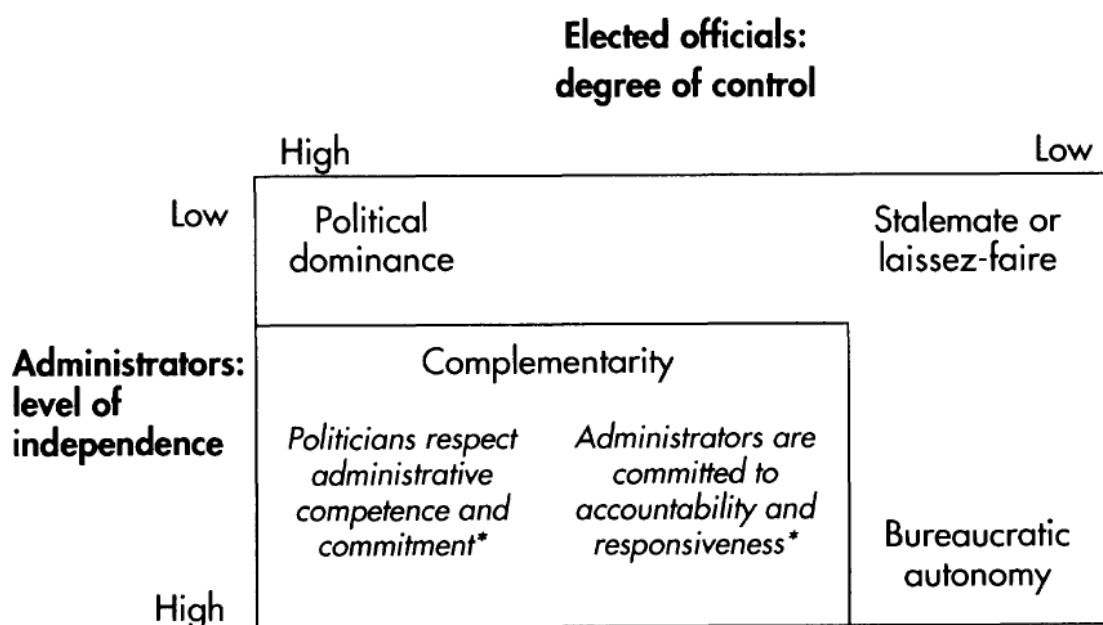 Elected officials:
degree of control
High
Low
Low
Political
dominance
Stalemate or
laissez-faire
Administrators:
level of
independence
Complementarity
Politicians respect
administrative
competence and
commitment*
Administrators are
committed to
accountability and
responsiveness*
Bureaucratic
autonomy
High